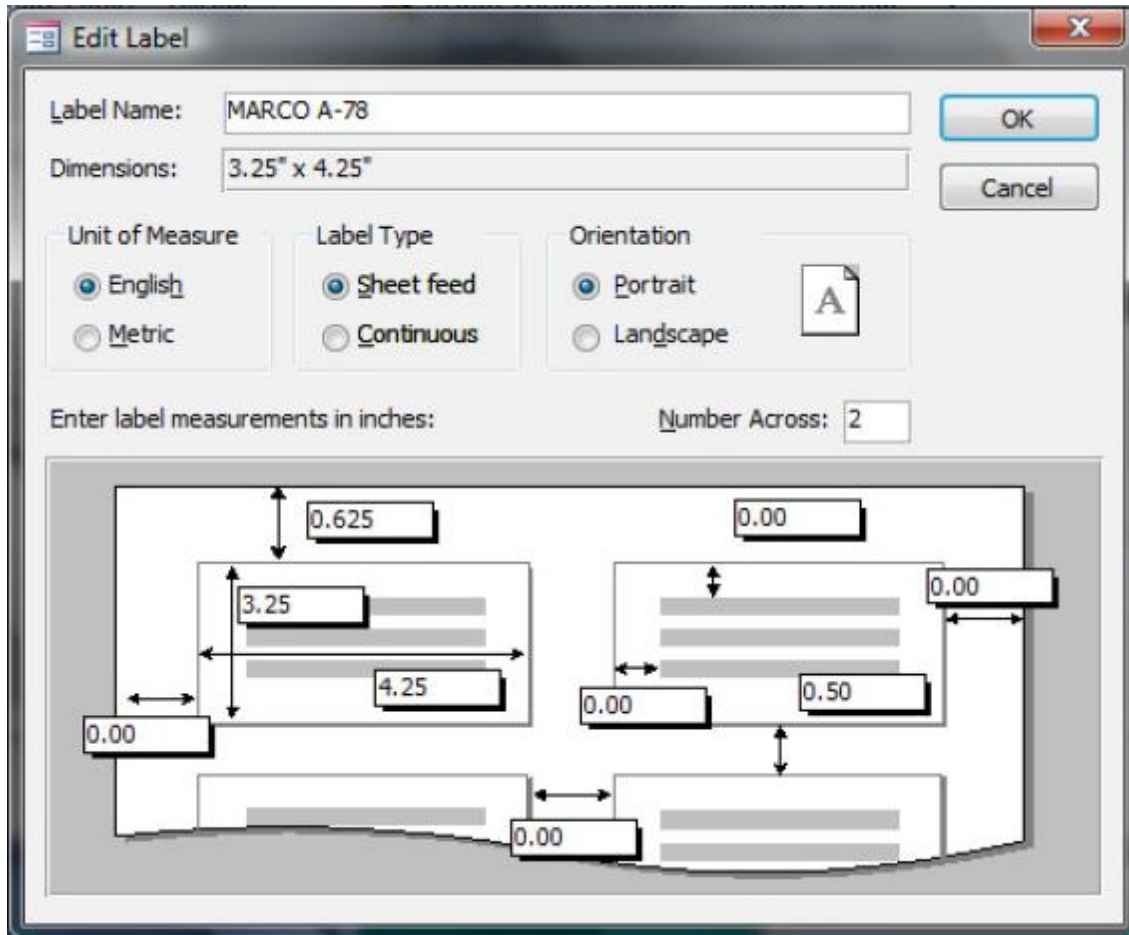 Edit Label
Label Name: MARCO A-78
OK
Dimensions: 3.25" x 4.25"
Cancel
Unit of Measure
English
Metric
Label Type
Sheet feed
Continuous
Orientation
Portrait
Landscape
A
Enter label measurements in inches:
Number Across: 2
0.625
0.00
3.25
0.00
4.25
0.00
0.50
0.00
0.00